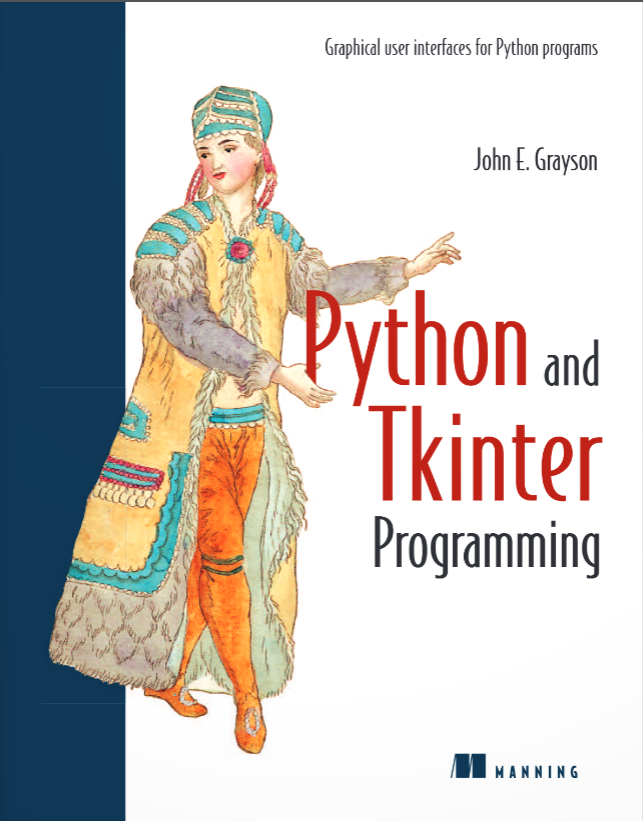 Graphical user interfaces for Python programs
John E. Grayson
Python and
Tkinter
Programming
MANNING